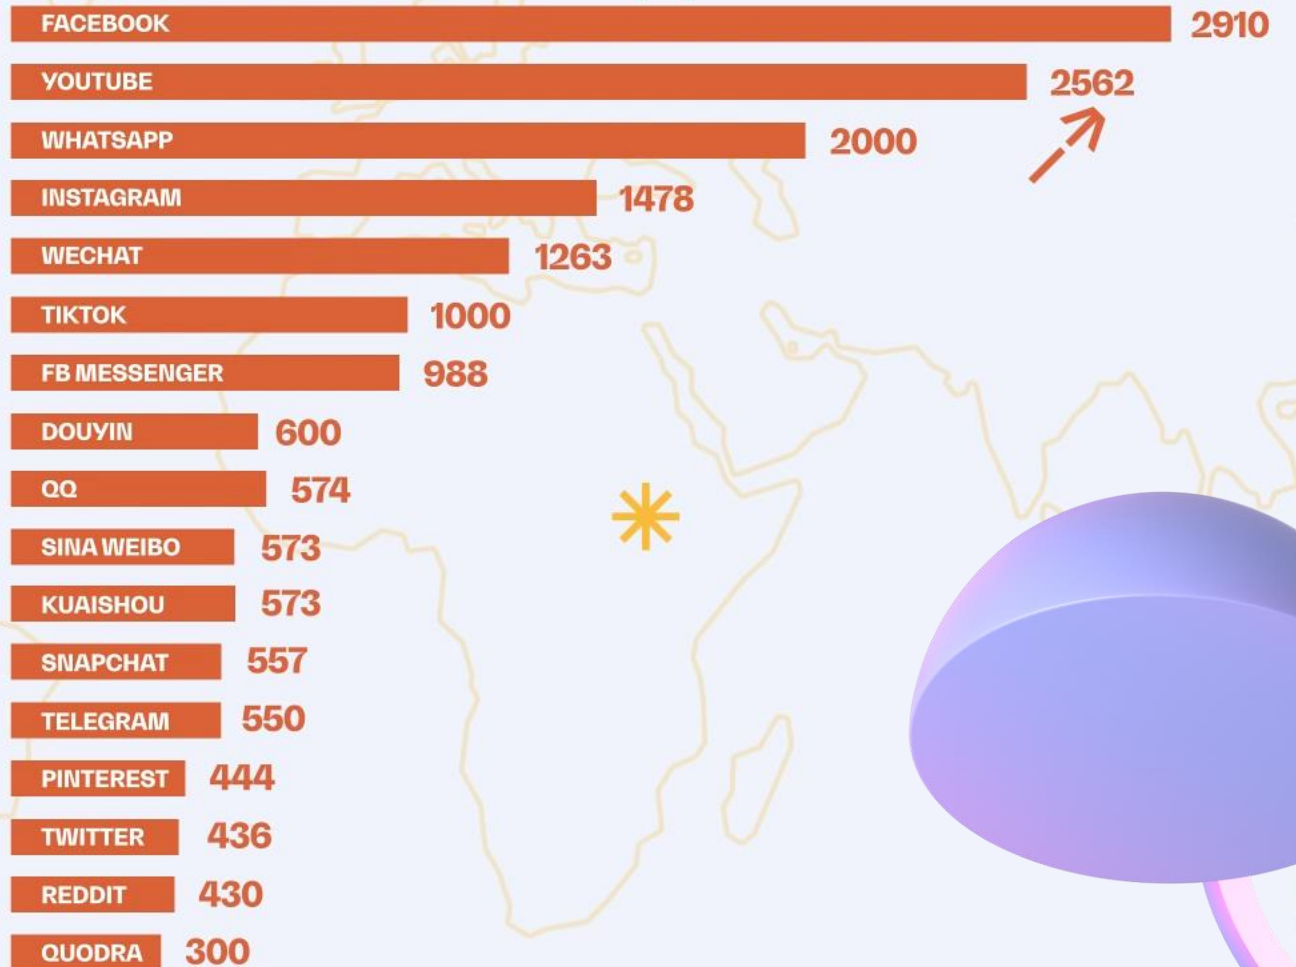 FACEBOOK 2910
YOUTUBE 2562
WHATSAPP 2000
INSTAGRAM 1478
WECHAT 1263
TIKTOK 1000
FB MESSENGER 988
DOUYIN 600
QQ 574
SINA WEIBO 573
KUAISHOU 573
SNAPCHAT 557
TELEGRAM 550
PINTEREST 444
TWITTER 436
REDDIT 430
QUODRA 300